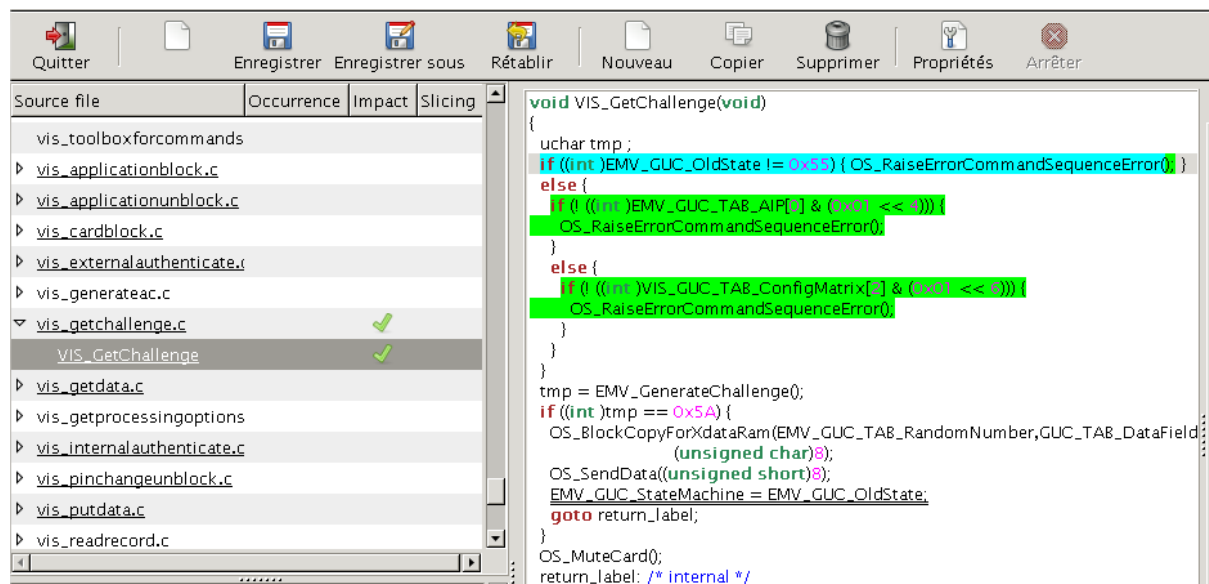 Quitter Enregistrer Enregistrer sous Rétablir Nouveau Copier Supprimer Propriétés Arrêter
Source file Occurrence Impact Slicing
vis_toolboxforcommands
vis_applicationblock.c
vis_applicationunblock.c
vis_cardblock.c
vis_externalauthenticate.(
vis_generateac.c
vis_getchallenge.c
VIS_GetChallenge
vis_getdata.c
vis_getprocessingoptions
vis_internalauthenticate.c
vis_pinchangeunblock.c
vis_putdata.c
vis_readrecord.c
void VIS_GetChallenge(void)
{
uchar tmp ;
if ((int )EMV_GUC_OldState != 0x55) { OS_RaiseErrorCommandSequenceError(); }
else {
if (! ((int )EMV_GUC_TAB_AIP[0] & (0x01 << 4))) {
OS_RaiseErrorCommandSequenceError();
}
else {
if (! ((int )VIS_GUC_TAB_ConfigMatrix[2] & (0x01 << 6))) {
OS_RaiseErrorCommandSequenceError();
}
}
}
tmp = EMV_GenerateChallenge();
if ((int )tmp == 0x5A) {
OS_BlockCopyForXdataRam(EMV_GUC_TAB_RandomNumber,GUC_TAB_DataField
(unsigned char)8);
OS_SendData((unsigned short)8);
EMV_GUC_StateMachine = EMV_GUC_OldState;
goto return_label;
}
OS_MuteCard();
return_label: /* internal */